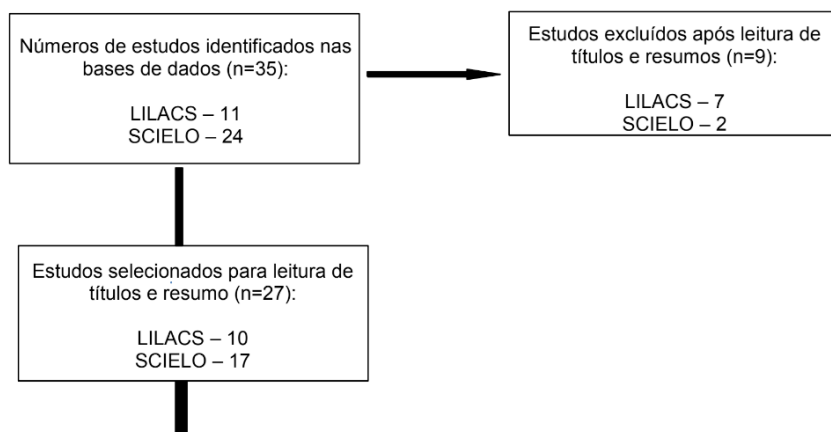 Números de estudos identificados nas
bases de dados (n=35):
LILACS – 11
SCIELO – 24
Estudos excluídos após leitura de
títulos e resumos (n=9):
LILACS – 7
SCIELO – 2
Estudos selecionados para leitura de
títulos e resumo (n=27):
LILACS – 10
SCIELO – 17